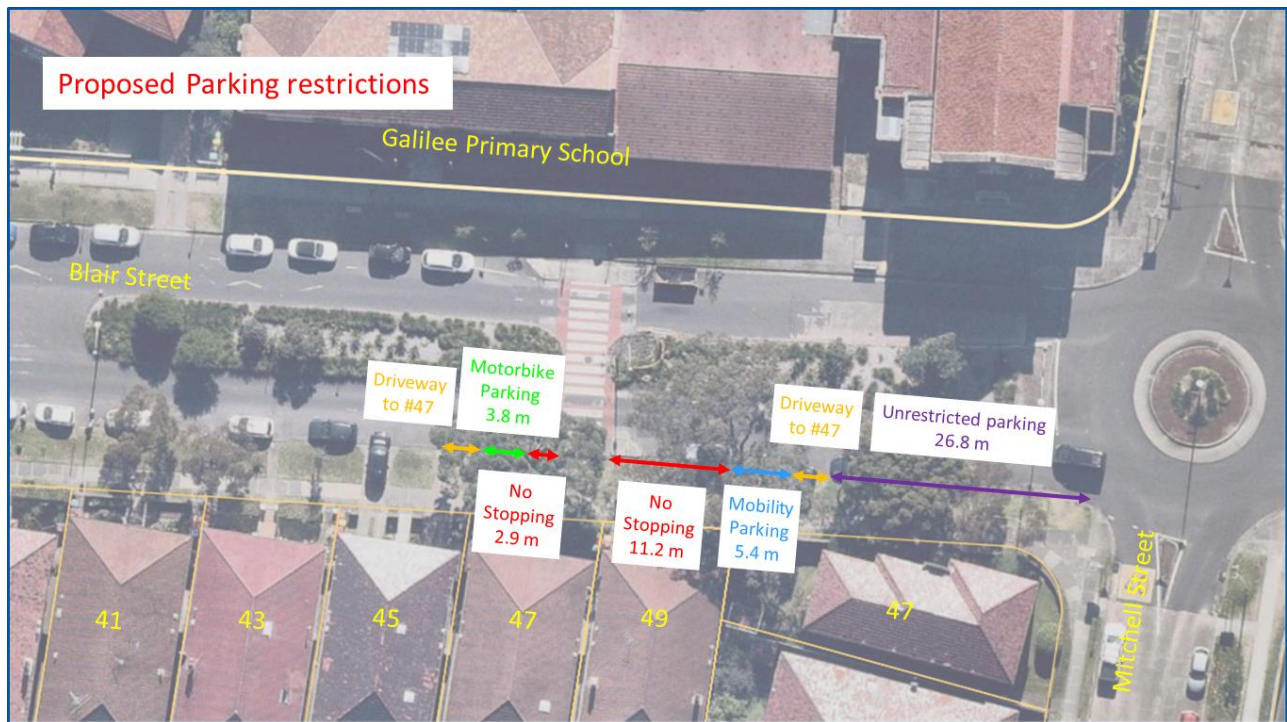 Proposed Parking restrictions
Galilee Primary School
Blair Street
Driveway
to #47
Motorbike
Parking
3.8 m
Driveway
to #47
Unrestricted parking
26.8 m
No
Stopping
2.9 m
No
Stopping
11.2 m
Mobility
Parking
5.4 m
41
43
45
47
49
47
Mitchell Street